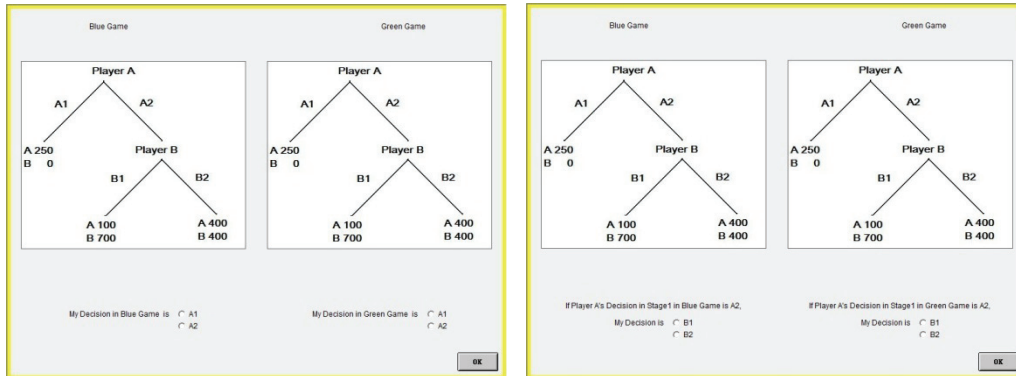 Blue Game Green Game
Player A Player A
A1 A2 A1 A2
A 250 Player B A 250 Player B
B 0 B 0
B1 B2 B1 B2
A 100 A 400 A 100 A 400
B 700 B 400 B 700 B 400
My Decision in Blue Game is A1 My Decision in Green Game is A1
A2 A2
OK
Blue Game Green Game
Player A Player A
A1 A2 A1 A2
A 250 Player B A 250 Player B
B 0 B 0
B1 B2 B1 B2
A 100 A 400 A 100 A 400
B 700 B 400 B 700 B 400
If Player A's Decision in Stage1 in Blue Game is A2, If Player A's Decision in Stage1 in Green Game is A2,
My Decision is B1 My Decision is B1
B2 B2
OK